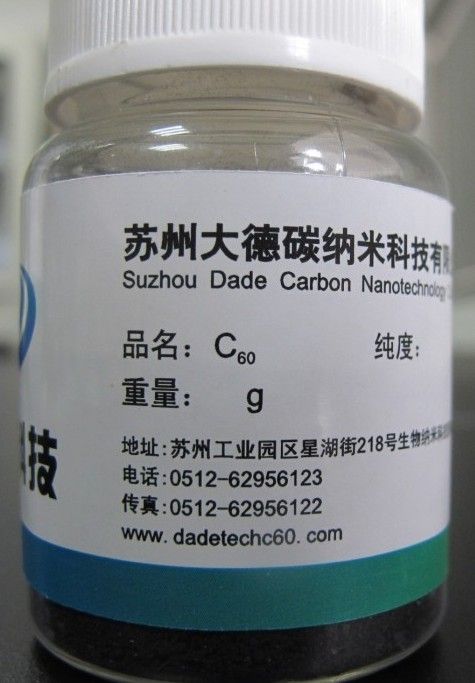 苏州大德碳纳米科技有限
Suzhou Dade Carbon Nanotechnology
品名：C₆₀ 纯度：
重量： g
地址:苏州工业园区星湖街218号生物纳米科
电话:0512-62956123
传真:0512-62956122
www.dadetechc60.com
科技